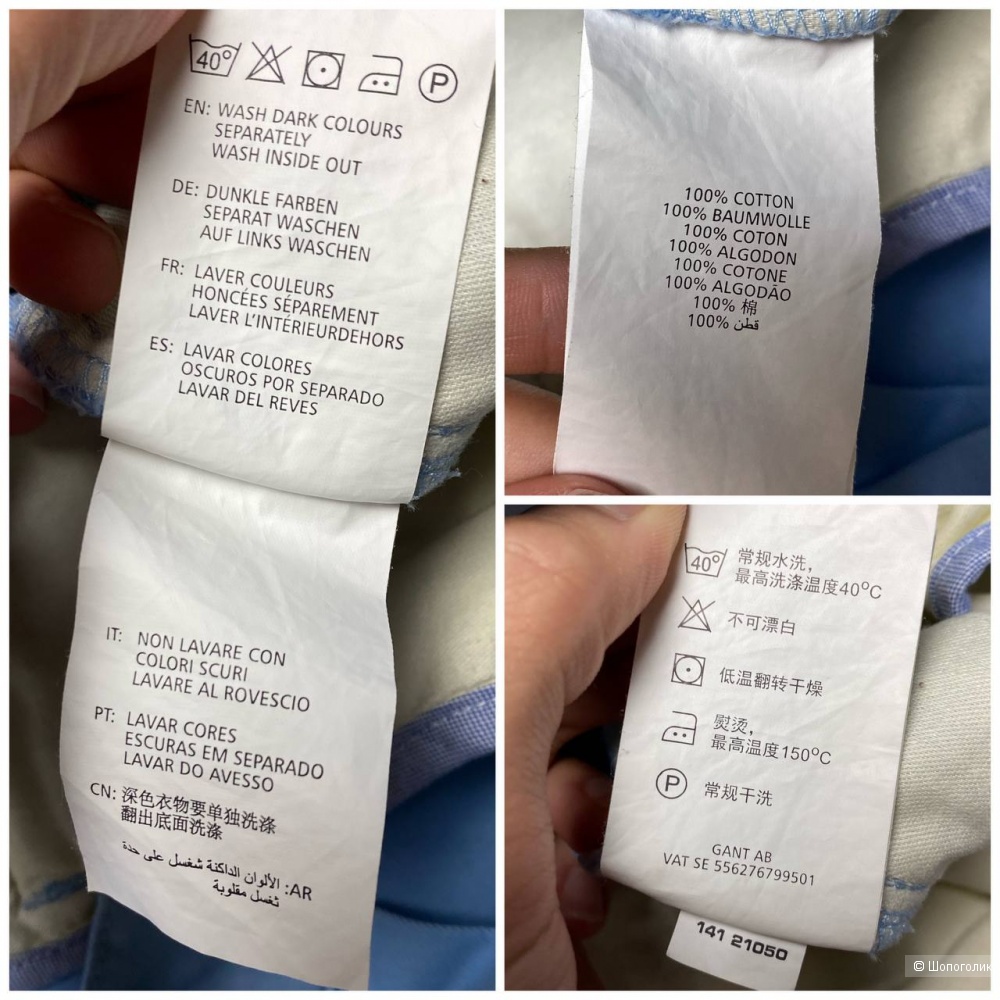 40°
P
EN: WASH DARK COLOURS
SEPARATELY
WASH INSIDE OUT
DE: DUNKLE FARBEN
SEPARAT WASCHEN
AUF LINKS WASCHEN
FR: LAVER COULEURS
HONCÉES SÉPAREMENT
LAVER L'INTÉRIEURDEHORS
ES: LAVAR COLORES
OSCUROS POR SEPARADO
LAVAR DEL REVES
IT: NON LAVARE CON
COLORI SCURI
LAVARE AL ROVESCIO
PT: LAVAR CORES
ESCURAS EM SEPARADO
LAVAR DO AVESSO
CN: 深色衣物要单独洗涤
翻出底面洗涤
AR: الألوان الداكنة شغسل على حدة
ثغسل مقلوبة
100% COTTON
100% BAUMWOLLE
100% COTON
100% ALGODON
100% COTONE
100% ALGODÃO
100% 棉
100% قطن
40° 常规水洗,
最高洗涤温度40°C
不可漂白
低温翻转干燥
熨烫,
最高温度150°C
P 常规干洗
GANT AB
VAT SE 556276799501
141 21050
© Шопоголик